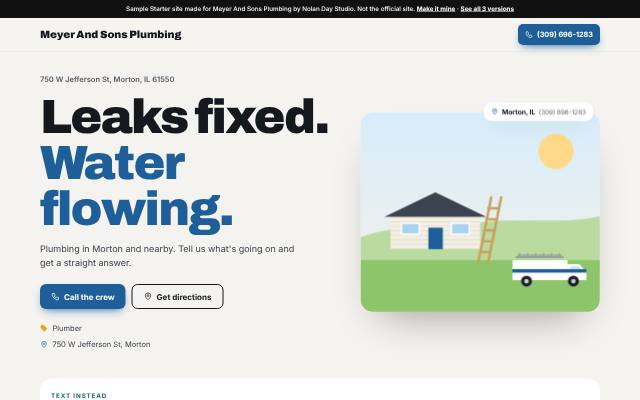 Sample Starter site made for Meyer And Sons Plumbing by Nolan Day Studio. Not the official site. Make it mine · See all 3 versions
Meyer And Sons Plumbing
(309) 696-1283
750 W Jefferson St, Morton, IL 61550
Leaks fixed.
Water
flowing.
Morton, IL (309) 696-1283
Plumbing in Morton and nearby. Tell us what's going on and
get a straight answer.
Call the crew
Get directions
Plumber
750 W Jefferson St, Morton
TEXT INSTEAD